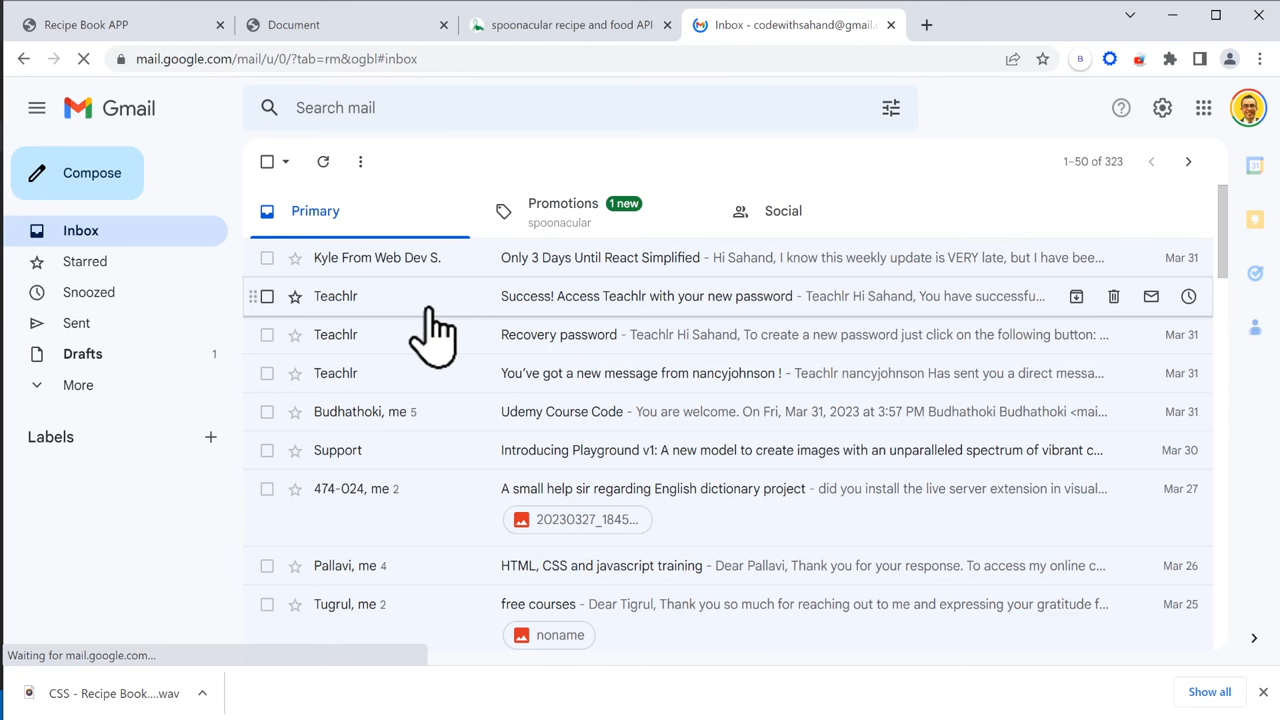 Recipe Book APP
Document
spoonacular recipe and food API
Inbox - codewithsahand@gmail.c
mail.google.com/mail/u/0/?tab=rm&ogbl#inbox
B
Gmail
Search mail
Compose
1–50 of 323
Primary
Promotions 1 new
spoonacular
Social
Inbox
Starred
Snoozed
Sent
Drafts 1
More
Labels
Kyle From Web Dev S. Only 3 Days Until React Simplified - Hi Sahand, I know this weekly update is VERY late, but I have bee... Mar 31
Teachlr Success! Access Teachlr with your new password - Teachlr Hi Sahand, You have successfu...
Teachlr Recovery password - Teachlr Hi Sahand, To create a new password just click on the following button: ... Mar 31
Teachlr You've got a new message from nancyjohnson ! - Teachlr nancyjohnson Has sent you a direct messa... Mar 31
Budhathoki, me 5 Udemy Course Code - You are welcome. On Fri, Mar 31, 2023 at 3:57 PM Budhathoki Budhathoki <mai... Mar 31
Support Introducing Playground v1: A new model to create images with an unparalleled spectrum of vibrant c... Mar 30
474-024, me 2 A small help sir regarding English dictionary project - did you install the live server extension in visual... Mar 27
20230327_1845...
Pallavi, me 4 HTML, CSS and javascript training - Dear Pallavi, Thank you for your response. To access my online c... Mar 26
Tugrul, me 2 free courses - Dear Tigrul, Thank you so much for reaching out to me and expressing your gratitude f... Mar 25
noname
Waiting for mail.google.com...
CSS - Recipe Book....wav
Show all